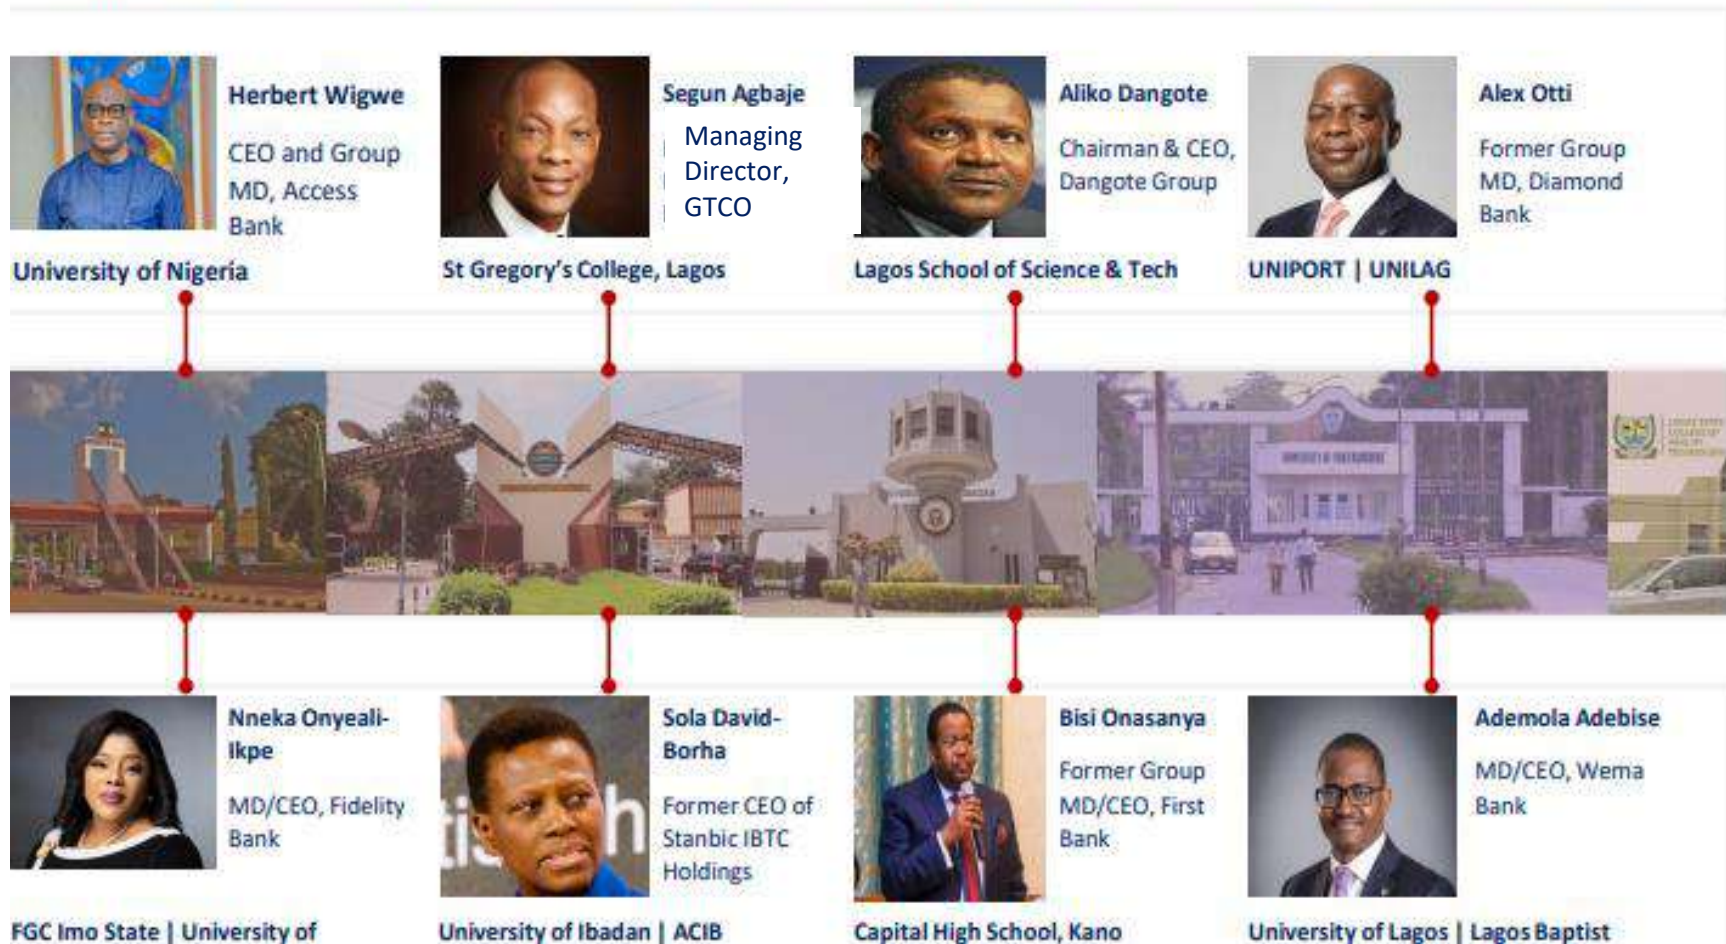 Herbert Wigwe
CEO and Group
MD, Access
Bank
University of Nigeria
Segun Agbaje
Managing
Director,
GTCO
St Gregory's College, Lagos
Aliko Dangote
Chairman & CEO,
Dangote Group
Lagos School of Science & Tech
Alex Otti
Former Group
MD, Diamond
Bank
UNIPORT | UNILAG
Nneka Onyeali-
Ikpe
MD/CEO, Fidelity
Bank
FGC Imo State | University of
Sola David-
Borha
Former CEO of
Stanbic IBTC
Holdings
University of Ibadan | ACIB
Bisi Onasanya
Former Group
MD/CEO, First
Bank
Capital High School, Kano
Ademola Adebise
MD/CEO, Wema
Bank
University of Lagos | Lagos Baptist